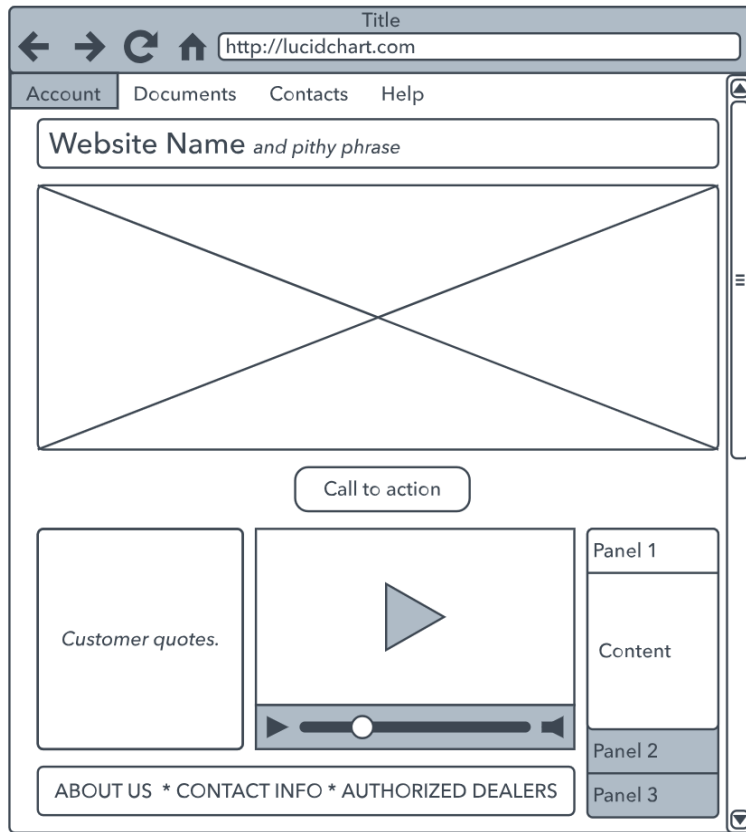 Title
http://lucidchart.com
Account Documents Contacts Help
Website Name and pithy phrase
Call to action
Customer quotes.
Panel 1
Content
Panel 2
Panel 3
ABOUT US * CONTACT INFO * AUTHORIZED DEALERS